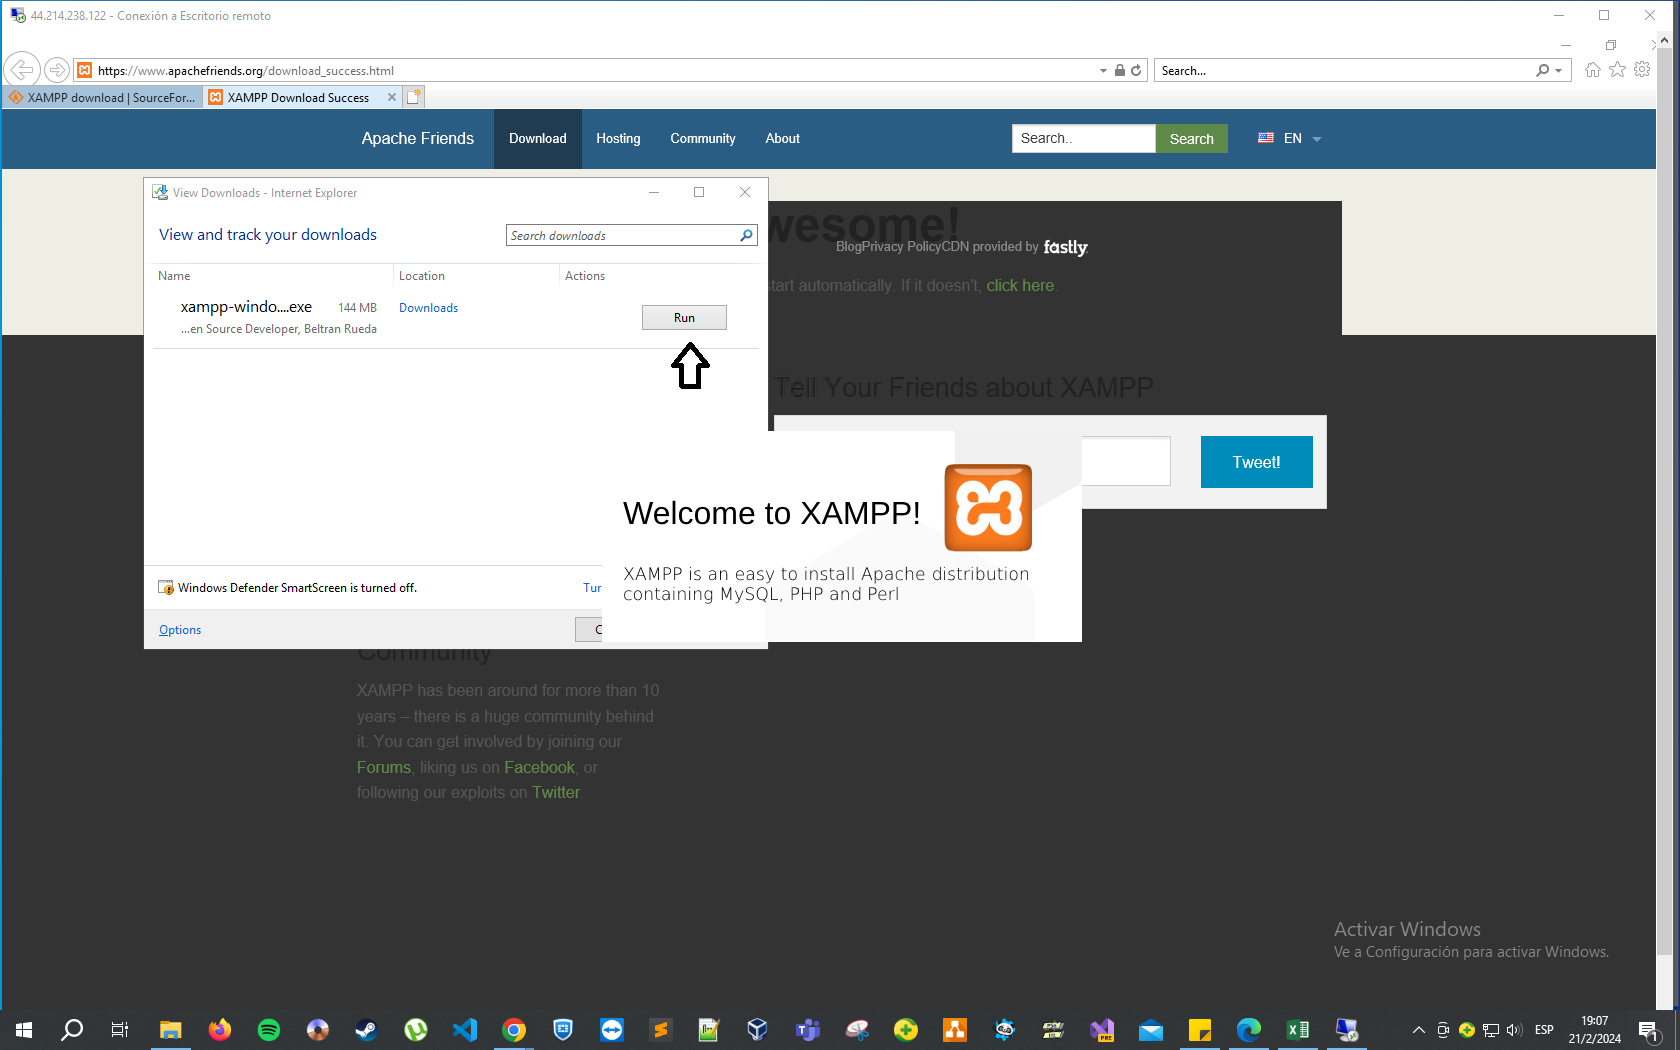 44.214.238.122 - Conexión a Escritorio remoto
https://www.apachefriends.org/download_success.html
Search...
XAMPP download | SourceFor...
XAMPP Download Success
Apache Friends
Download
Hosting
Community
About
Search..
Search
EN
View Downloads - Internet Explorer
View and track your downloads
Search downloads
Name
Location
Actions
xampp-windo....exe
144 MB
Downloads
...en Source Developer, Beltran Rueda
Run
wesome!
BlogPrivacy PolicyCDN provided by fastly
start automatically. If it doesn't, click here.
Tell Your Friends about XAMPP
Tweet!
Welcome to XAMPP!
XAMPP is an easy to install Apache distribution
containing MySQL, PHP and Perl
Windows Defender SmartScreen is turned off.
Tur
Options
C
Community
XAMPP has been around for more than 10
years – there is a huge community behind
it. You can get involved by joining our
Forums, liking us on Facebook, or
following our exploits on Twitter.
Activar Windows
Ve a Configuración para activar Windows.
PRE
ESP
19:07
21/2/2024
1